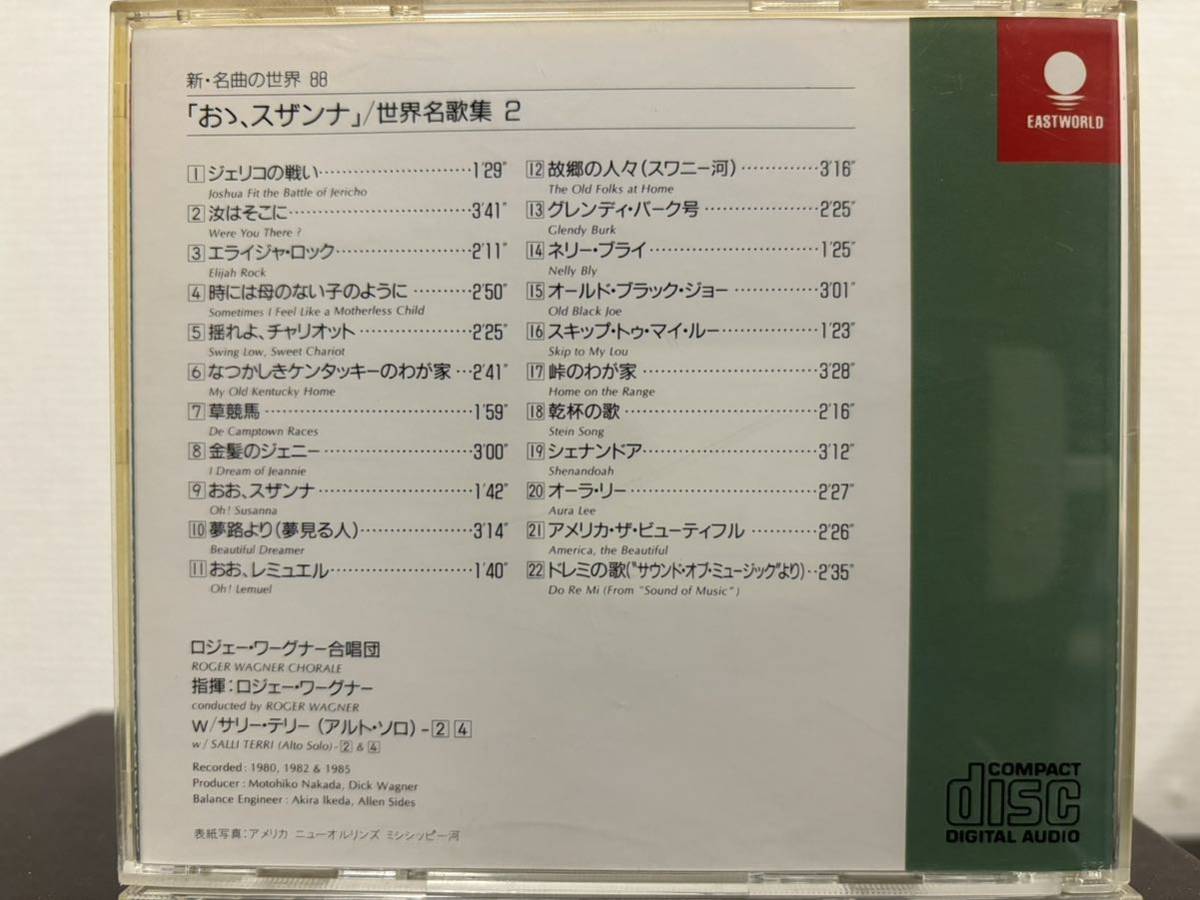 新・名曲の世界 88
「おゝ、スザンナ」/世界名歌集 2
1 ジェリコの戦い………………………1'29"
Joshua Fit the Battle of Jericho
2 汝はそこに………………………3'41"
Were You There ?
3 エライジャ・ロック………………………2'11"
Elijah Rock
4 時には母のない子のように…………2'50"
Sometimes I Feel Like a Motherless Child
5 揺れよ、チャリオット…………………2'25"
Swing Low, Sweet Chariot
6 なつかしきケンタッキーのわが家…2'41"
My Old Kentucky Home
7 草競馬………………………1'59"
De Camptown Races
8 金髪のジェニー………………………3'00"
I Dream of Jeannie
9 おお、スザンナ………………………1'42"
Oh! Susanna
10 夢路より(夢見る人)…………………3'14"
Beautiful Dreamer
11 おお、レミュエル………………………1'40"
Oh! Lemuel
12 故郷の人々(スワニー河)…………3'16"
The Old Folks at Home
13 グレンディ・バーク号…………………2'25"
Glendy Burk
14 ネリー・ブライ………………………1'25"
Nelly Bly
15 オールド・ブラック・ジョー……………3'01"
Old Black Joe
16 スキップ・トゥ・マイ・ルー……………1'23"
Skip to My Lou
17 峠のわが家………………………3'28"
Home on the Range
18 乾杯の歌………………………2'16"
Stein Song
19 シェナンドア………………………3'12"
Shenandoah
20 オーラ・リー………………………2'27"
Aura Lee
21 アメリカ・ザ・ビューティフル…………2'26"
America, the Beautiful
22 ドレミの歌("サウンド・オブ・ミュージック"より)‥2'35"
Do Re Mi (From "Sound of Music")
ロジェー・ワーグナー合唱団
ROGER WAGNER CHORALE
指揮:ロジェー・ワーグナー
conducted by ROGER WAGNER
w/サリー・テリー(アルト・ソロ)-2 4
w/ SALLI TERRI (Alto Solo)-2 & 4
Recorded : 1980, 1982 & 1985
Producer : Motohiko Nakada, Dick Wagner
Balance Engineer : Akira Ikeda, Allen Sides
表紙写真:アメリカ ニューオルリンズ ミシシッピー河
EASTWORLD
COMPACT
disc
DIGITAL AUDIO